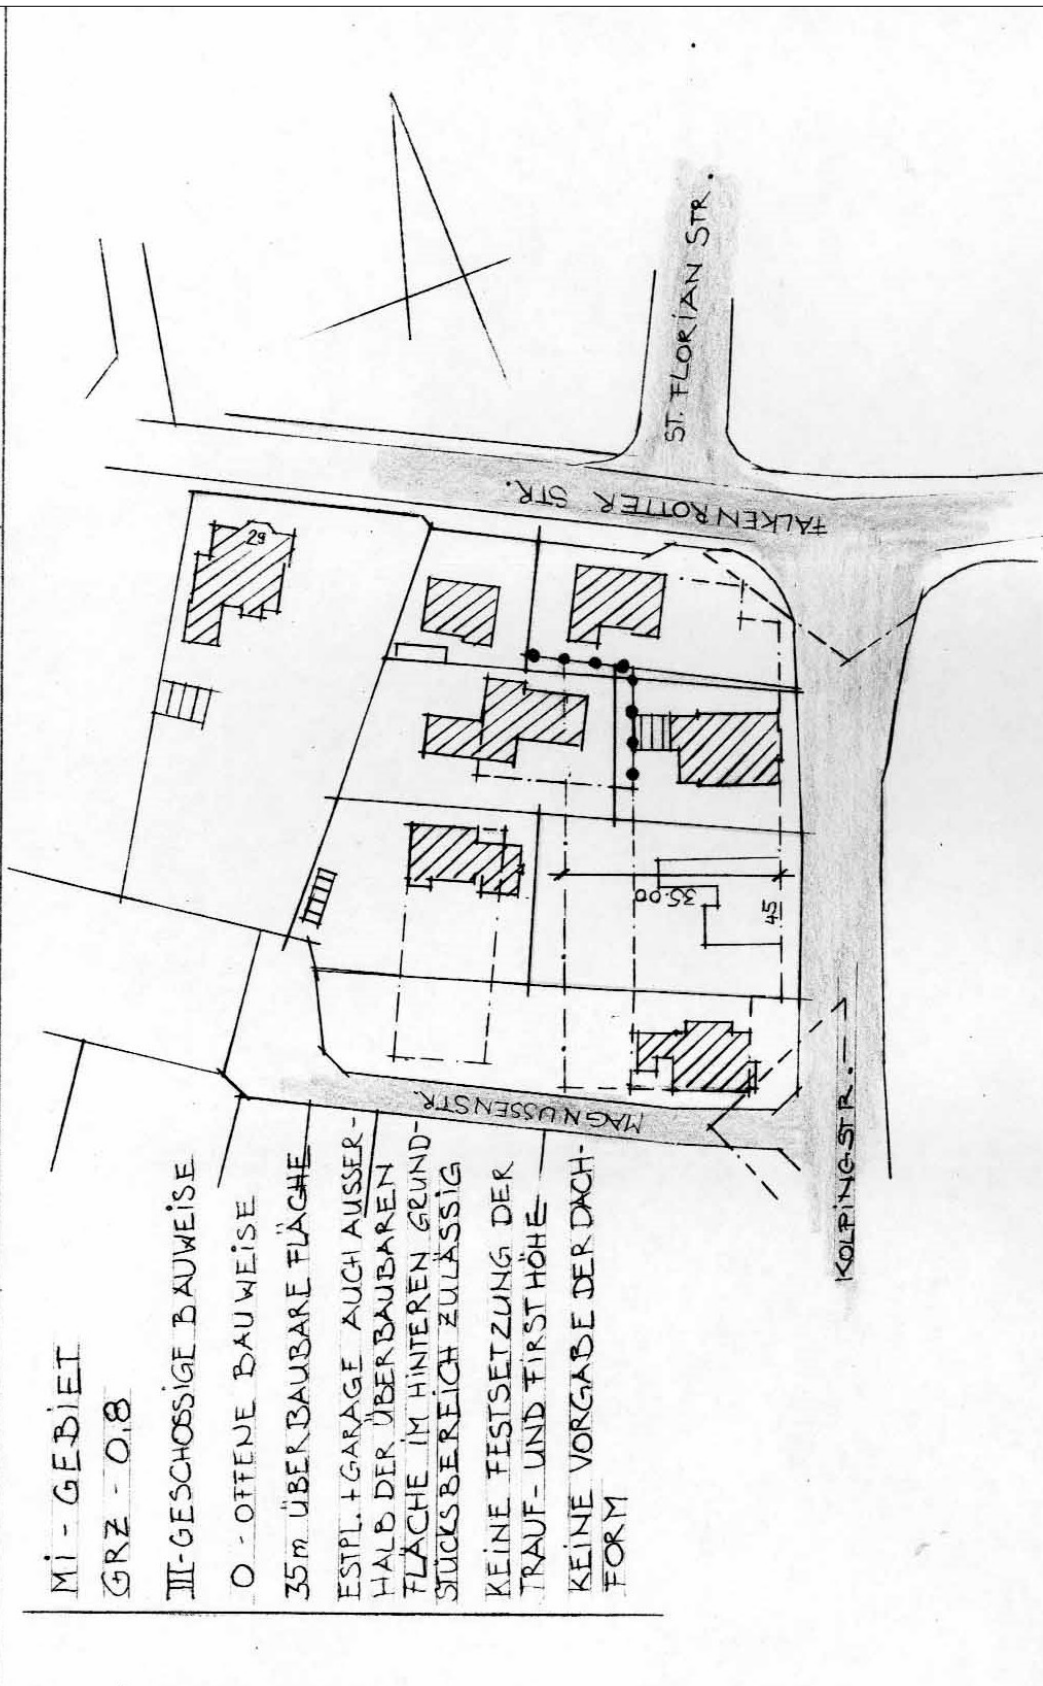 Mi - GEBiET
GRZ - 0,8
III-GESCHOSSIGE BAUWEISE
O - OFFENE BAUWEISE
35m ÜBERBAUBARE FLÄCHE
ESTPL. + GARAGE AUCH AUSSER-
HALB DER ÜBERBAUBAREN
FLÄCHE IM HINTEREN GRUND-
STÜCKSBEREICH ZULÄSSIG
KEINE FESTSETZUNG DER
TRAUF- UND FIRSTHÖHE
KEINE VORGABE DER DACH-
FORM
29
ST. FLORIAN STR.
FALKENROTTER STR.
35.00
45
MAGNUSSENSTR.
KOLPINGSTR.